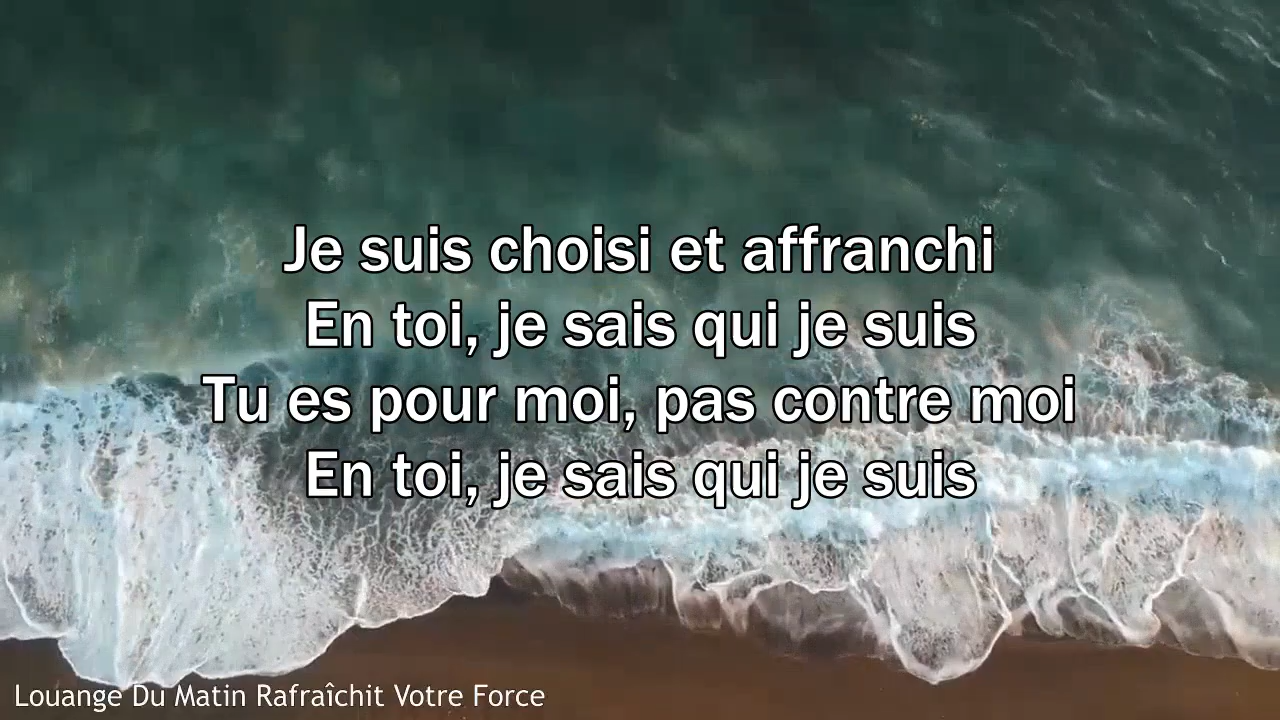 Je suis choisi et affranchi
En toi, je sais qui je suis
Tu es pour moi, pas contre moi
En toi, je sais qui je suis
Louange Du Matin Rafraîchit Votre Force